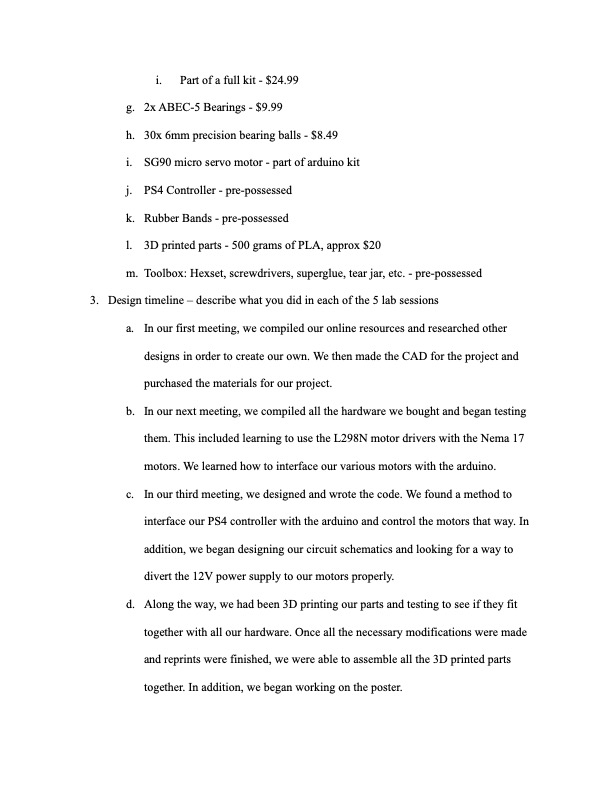 i. Part of a full kit - $24.99
g. 2x ABEC-5 Bearings - $9.99
h. 30x 6mm precision bearing balls - $8.49
i. SG90 micro servo motor - part of arduino kit
j. PS4 Controller - pre-possessed
k. Rubber Bands - pre-possessed
l. 3D printed parts - 500 grams of PLA, approx $20
m. Toolbox: Hexset, screwdrivers, superglue, tear jar, etc. - pre-possessed
3. Design timeline – describe what you did in each of the 5 lab sessions
a. In our first meeting, we compiled our online resources and researched other
designs in order to create our own. We then made the CAD for the project and
purchased the materials for our project.
b. In our next meeting, we compiled all the hardware we bought and began testing
them. This included learning to use the L298N motor drivers with the Nema 17
motors. We learned how to interface our various motors with the arduino.
c. In our third meeting, we designed and wrote the code. We found a method to
interface our PS4 controller with the arduino and control the motors that way. In
addition, we began designing our circuit schematics and looking for a way to
divert the 12V power supply to our motors properly.
d. Along the way, we had been 3D printing our parts and testing to see if they fit
together with all our hardware. Once all the necessary modifications were made
and reprints were finished, we were able to assemble all the 3D printed parts
together. In addition, we began working on the poster.